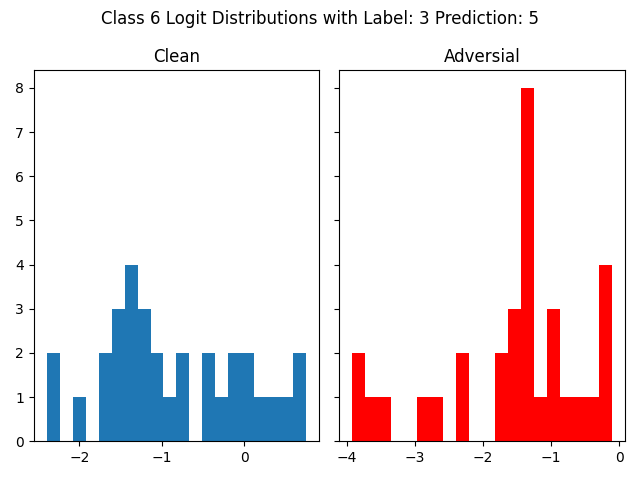 Class 6 Logit Distributions with Label: 3 Prediction: 5
Clean
Adversial
8
7
6
5
4
3
2
1
0
−2 −1 0
−4 −3 −2 −1 0